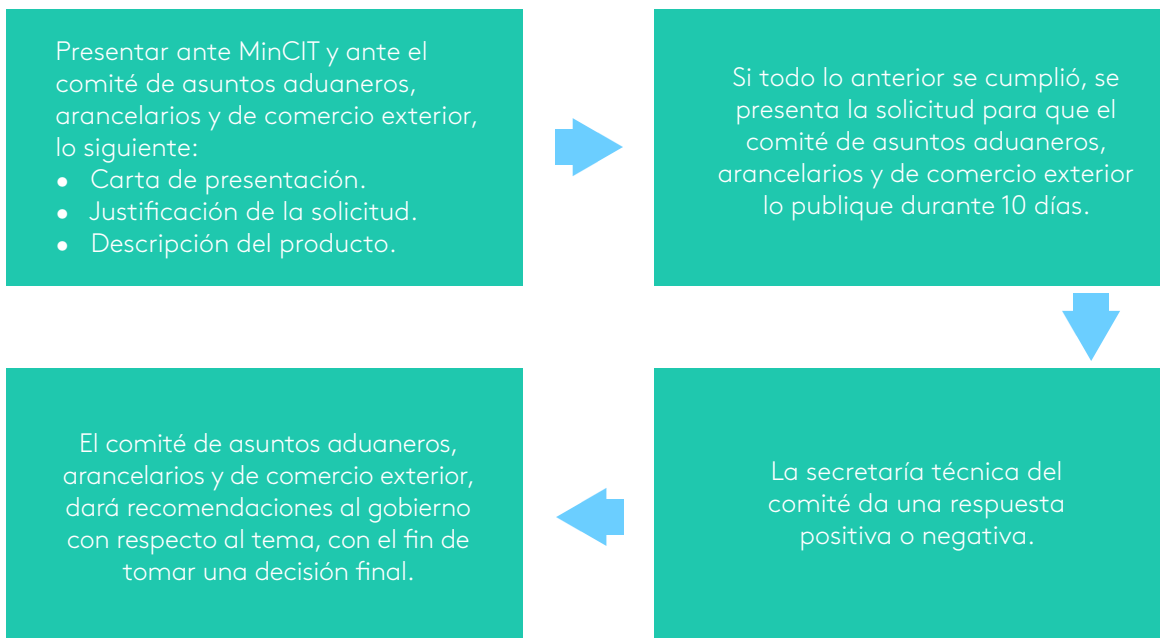 Presentar ante MinCIT y ante el
comité de asuntos aduaneros,
arancelarios y de comercio exterior,
lo siguiente:
• Carta de presentación.
• Justificación de la solicitud.
• Descripción del producto.
Si todo lo anterior se cumplió, se
presenta la solicitud para que el
comité de asuntos aduaneros,
arancelarios y de comercio exterior
lo publique durante 10 días.
La secretaría técnica del
comité da una respuesta
positiva o negativa.
El comité de asuntos aduaneros,
arancelarios y de comercio exterior,
dará recomendaciones al gobierno
con respecto al tema, con el fin de
tomar una decisión final.